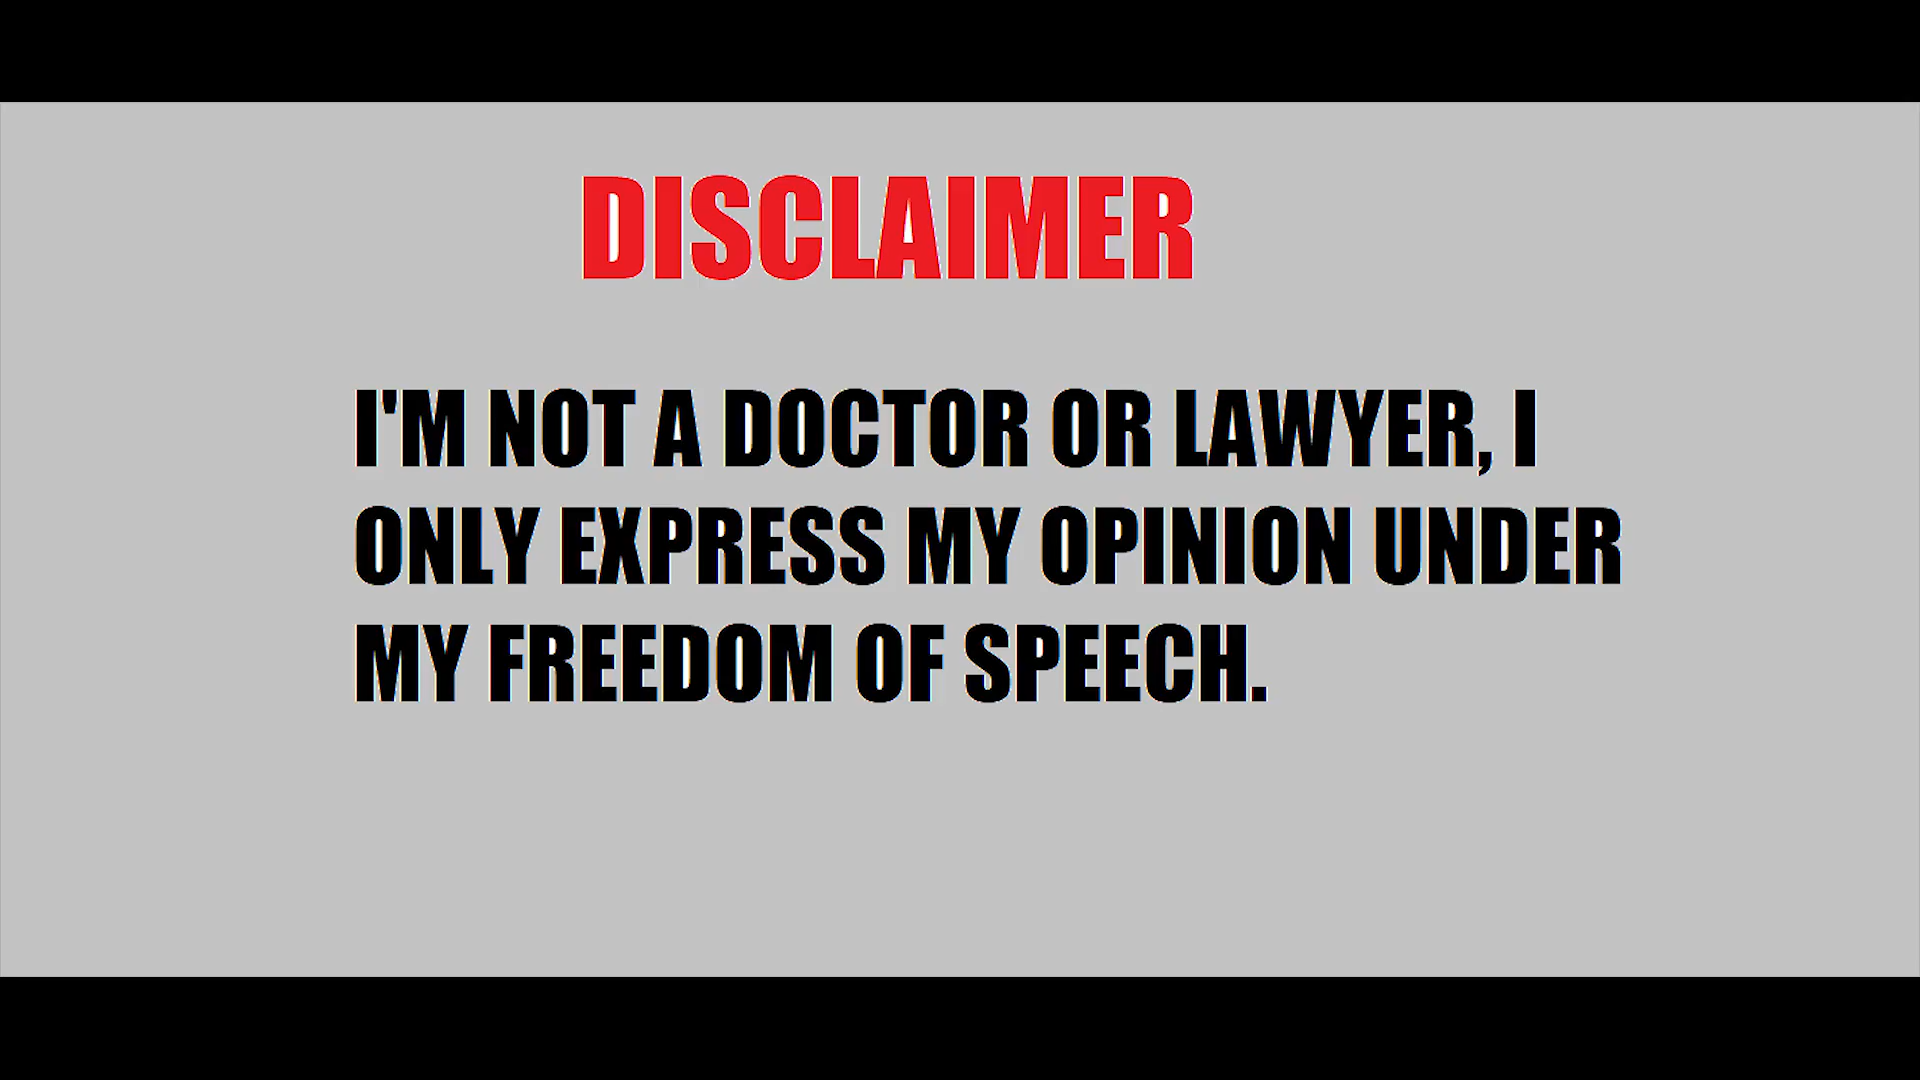 DISCLAIMER
I'M NOT A DOCTOR OR LAWYER, I
ONLY EXPRESS MY OPINION UNDER
MY FREEDOM OF SPEECH.